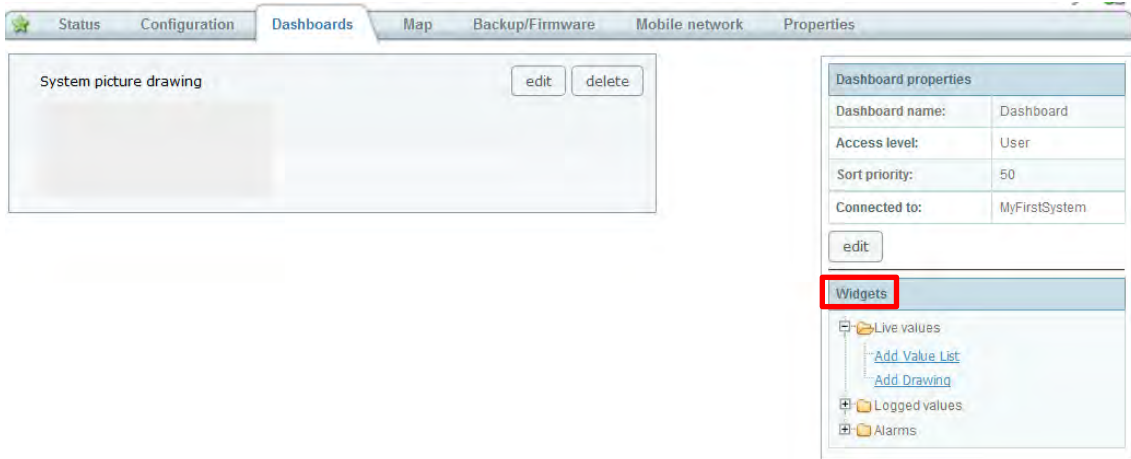 Status Configuration Dashboards Map Backup/Firmware Mobile network Properties
System picture drawing edit delete
Dashboard properties
Dashboard name: Dashboard
Access level: User
Sort priority: 50
Connected to: MyFirstSystem
edit
Widgets
Live values
Add Value List
Add Drawing
Logged values
Alarms